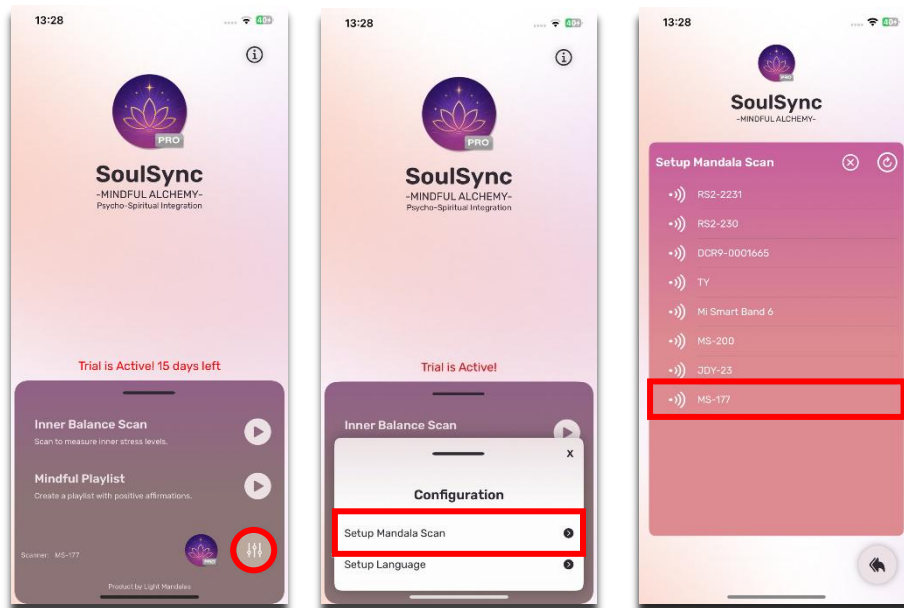 13:28
40+
PRO
SoulSync
-MINDFUL ALCHEMY-
Psycho-Spiritual Integration
Trial is Active! 15 days left
Inner Balance Scan
Scan to measure inner stress levels.
Mindful Playlist
Create a playlist with positive affirmations.
Scanner: MS-177
PRO
Product by Light Mandalas
13:28
40+
PRO
SoulSync
-MINDFUL ALCHEMY-
Psycho-Spiritual Integration
Trial is Active!
Inner Balance Scan
X
Configuration
Setup Mandala Scan
Setup Language
13:28
40+
PRO
SoulSync
-MINDFUL ALCHEMY-
Setup Mandala Scan
RS2-2231
RS2-230
DCR9-0001665
TY
Mi Smart Band 6
MS-200
JDY-23
MS-177